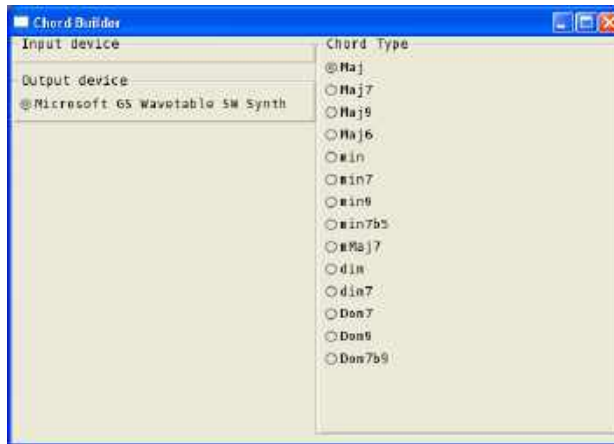 Chord Builder
Input device
Output device
Microsoft GS Wavetable SW Synth
Chord Type
Maj
Maj7
Maj9
Maj6
min
min7
min9
min7b5
mMaj7
dim
dim7
Dom7
Dom9
Dom7b9